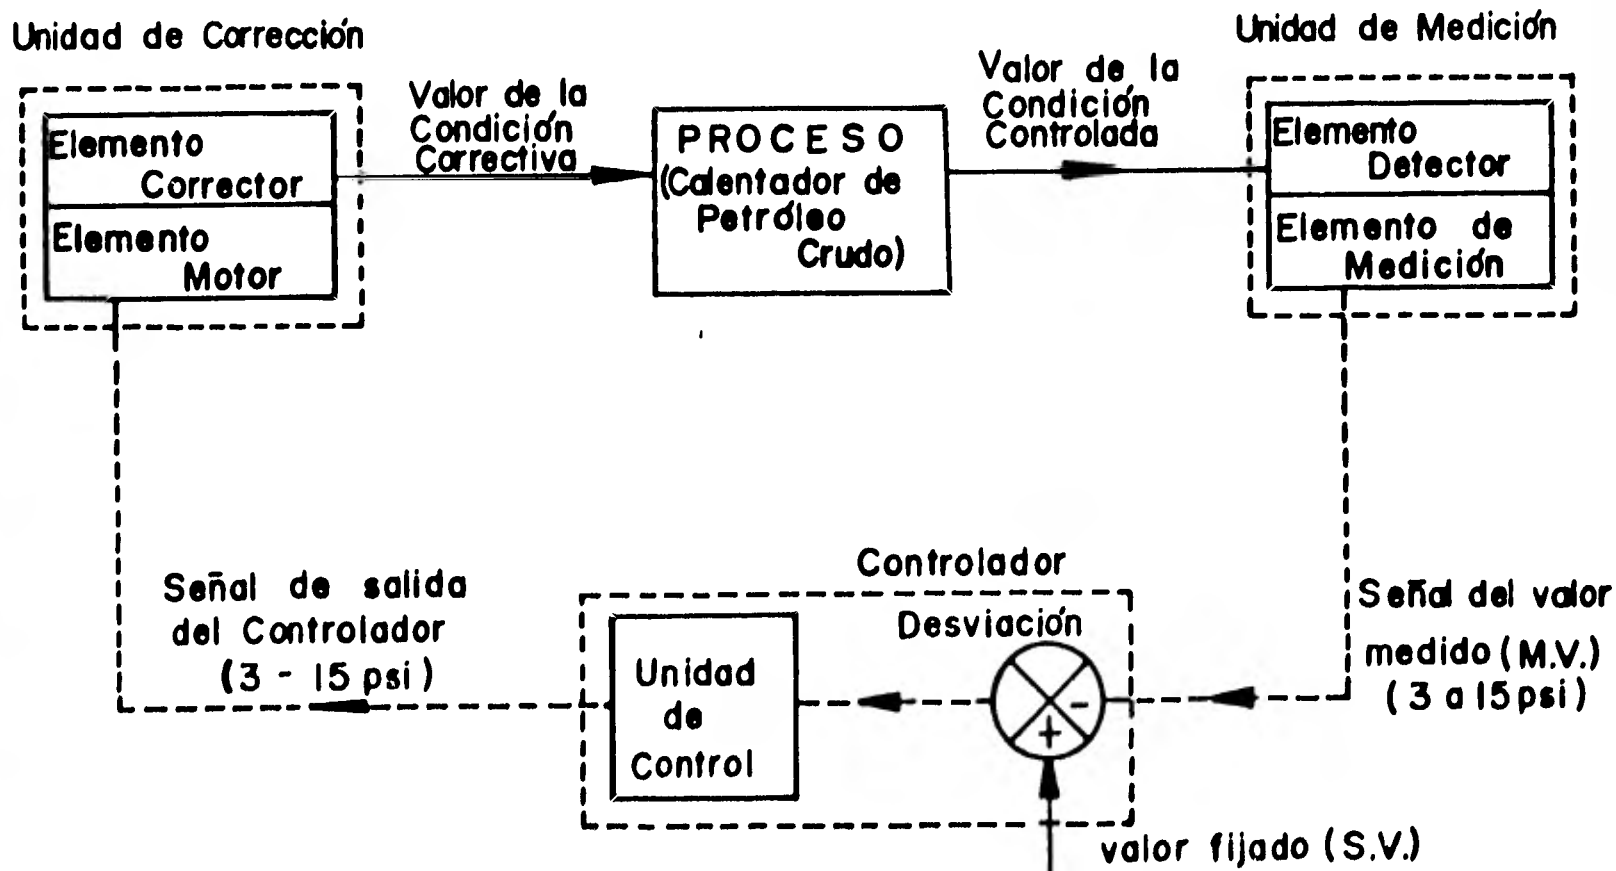 Unidad de Corrección
Unidad de Medición
Elemento
Corrector
Elemento
Motor
Valor de la
Condición
Correctiva
PROCESO
(Calentador de
Petróleo
Crudo)
Valor de la
Condición
Controlada
Elemento
Detector
Elemento de
Medición
Señal de salida
del Controlador
(3 - 15 psi)
Controlador
Desviación
Unidad
de
Control
-
+
Señal del valor
medido (M.V.)
(3 a 15 psi)
valor fijado (S.V.)